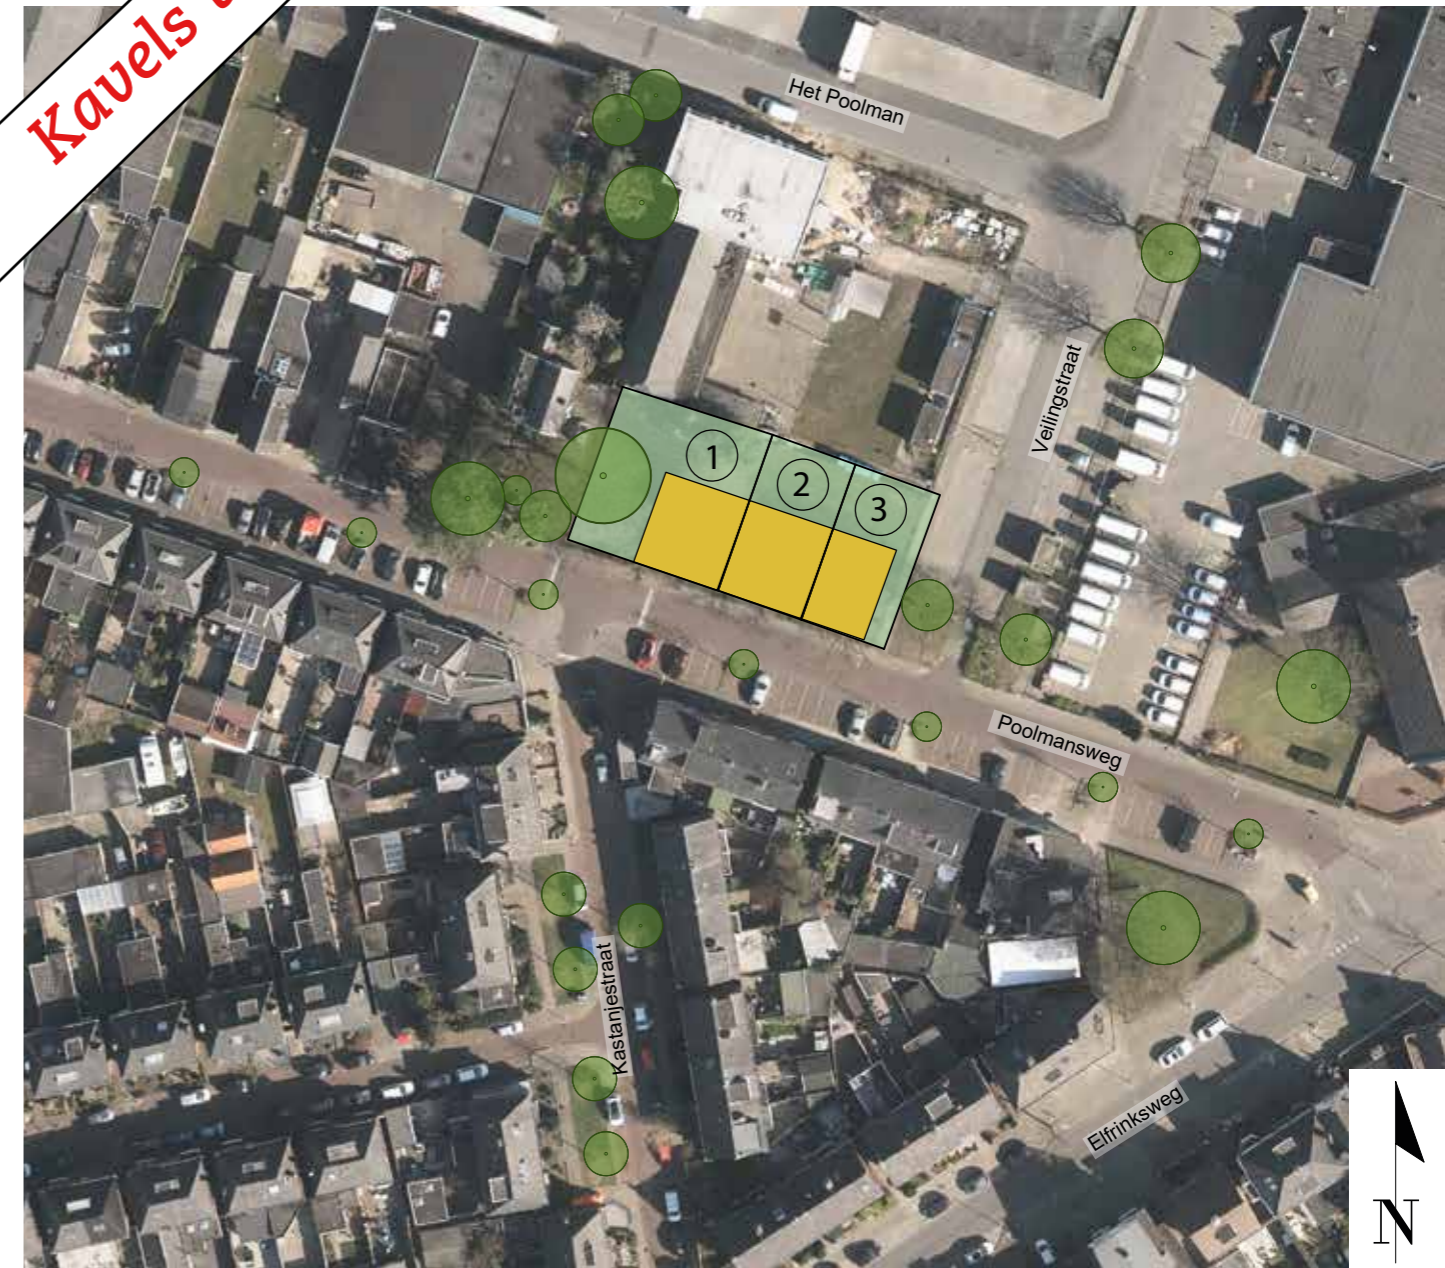 Kavels
Het Poolman
Veilingstraat
1
2
3
Poolmansweg
Kastanjestraat
Elfrinksweg
N